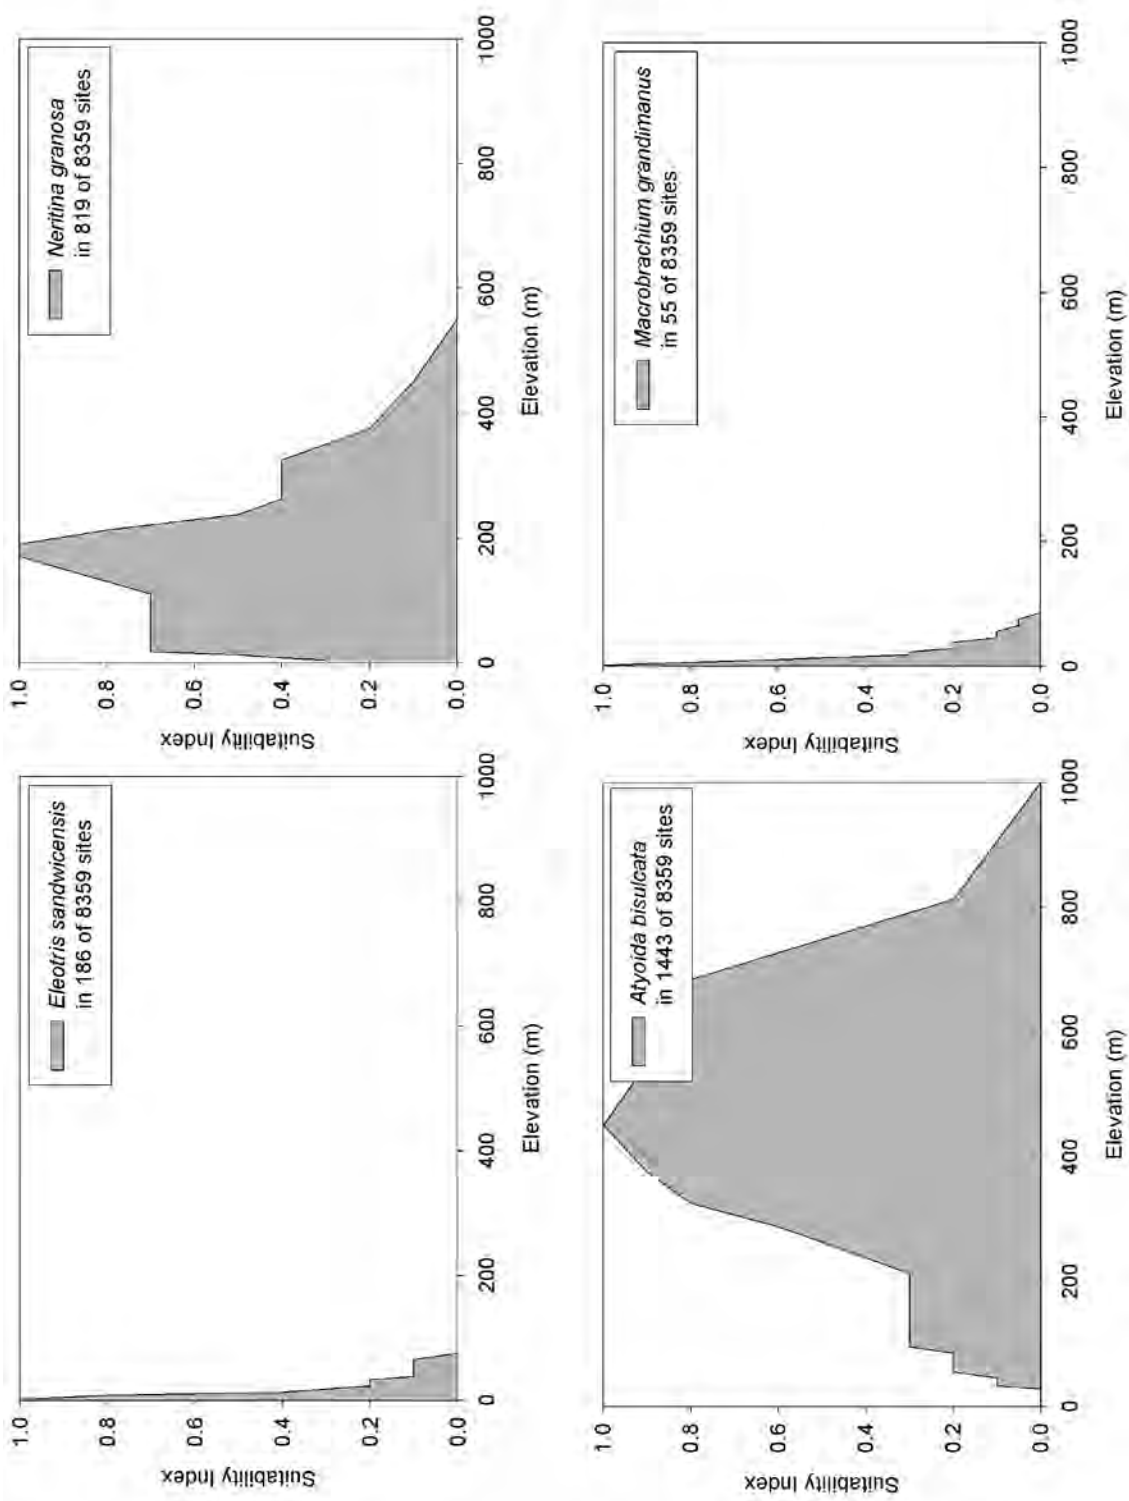 Suitability Index
1.0
0.8
0.6
0.4
0.2
0.0
Eleotris sandwicensis
in 186 of 8359 sites
0 200 400 600 800 1000
Elevation (m)
Suitability Index
1.0
0.8
0.6
0.4
0.2
0.0
Neritina granosa
in 819 of 8359 sites
0 200 400 600 800 1000
Elevation (m)
Suitability Index
1.0
0.8
0.6
0.4
0.2
0.0
Atyoida bisulcata
in 1443 of 8359 sites
0 200 400 600 800 1000
Elevation (m)
Suitability Index
1.0
0.8
0.6
0.4
0.2
0.0
Macrobrachium grandimanus
in 55 of 8359 sites.
0 200 400 600 800 1000
Elevation (m)